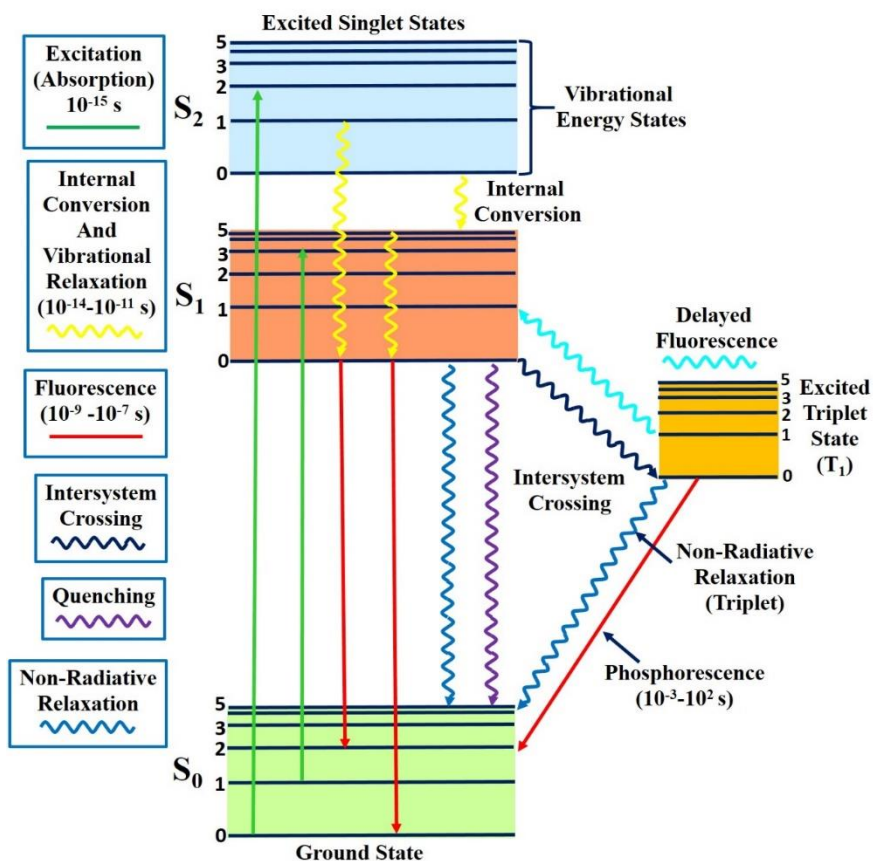 Excited Singlet States
Excitation
(Absorption)
10⁻¹⁵ s
Internal
Conversion
And
Vibrational
Relaxation
(10⁻¹⁴-10⁻¹¹ s)
Fluorescence
(10⁻⁹ -10⁻⁷ s)
Intersystem
Crossing
Quenching
Non-Radiative
Relaxation
S₂
5
3
2
1
0
Vibrational
Energy States
Internal
Conversion
S₁
5
3
2
1
0
Delayed
Fluorescence
5
3
2
1
0
Excited
Triplet
State
(T₁)
Intersystem
Crossing
Non-Radiative
Relaxation
(Triplet)
Phosphorescence
(10⁻³-10² s)
S₀
5
3
2
1
0
Ground State